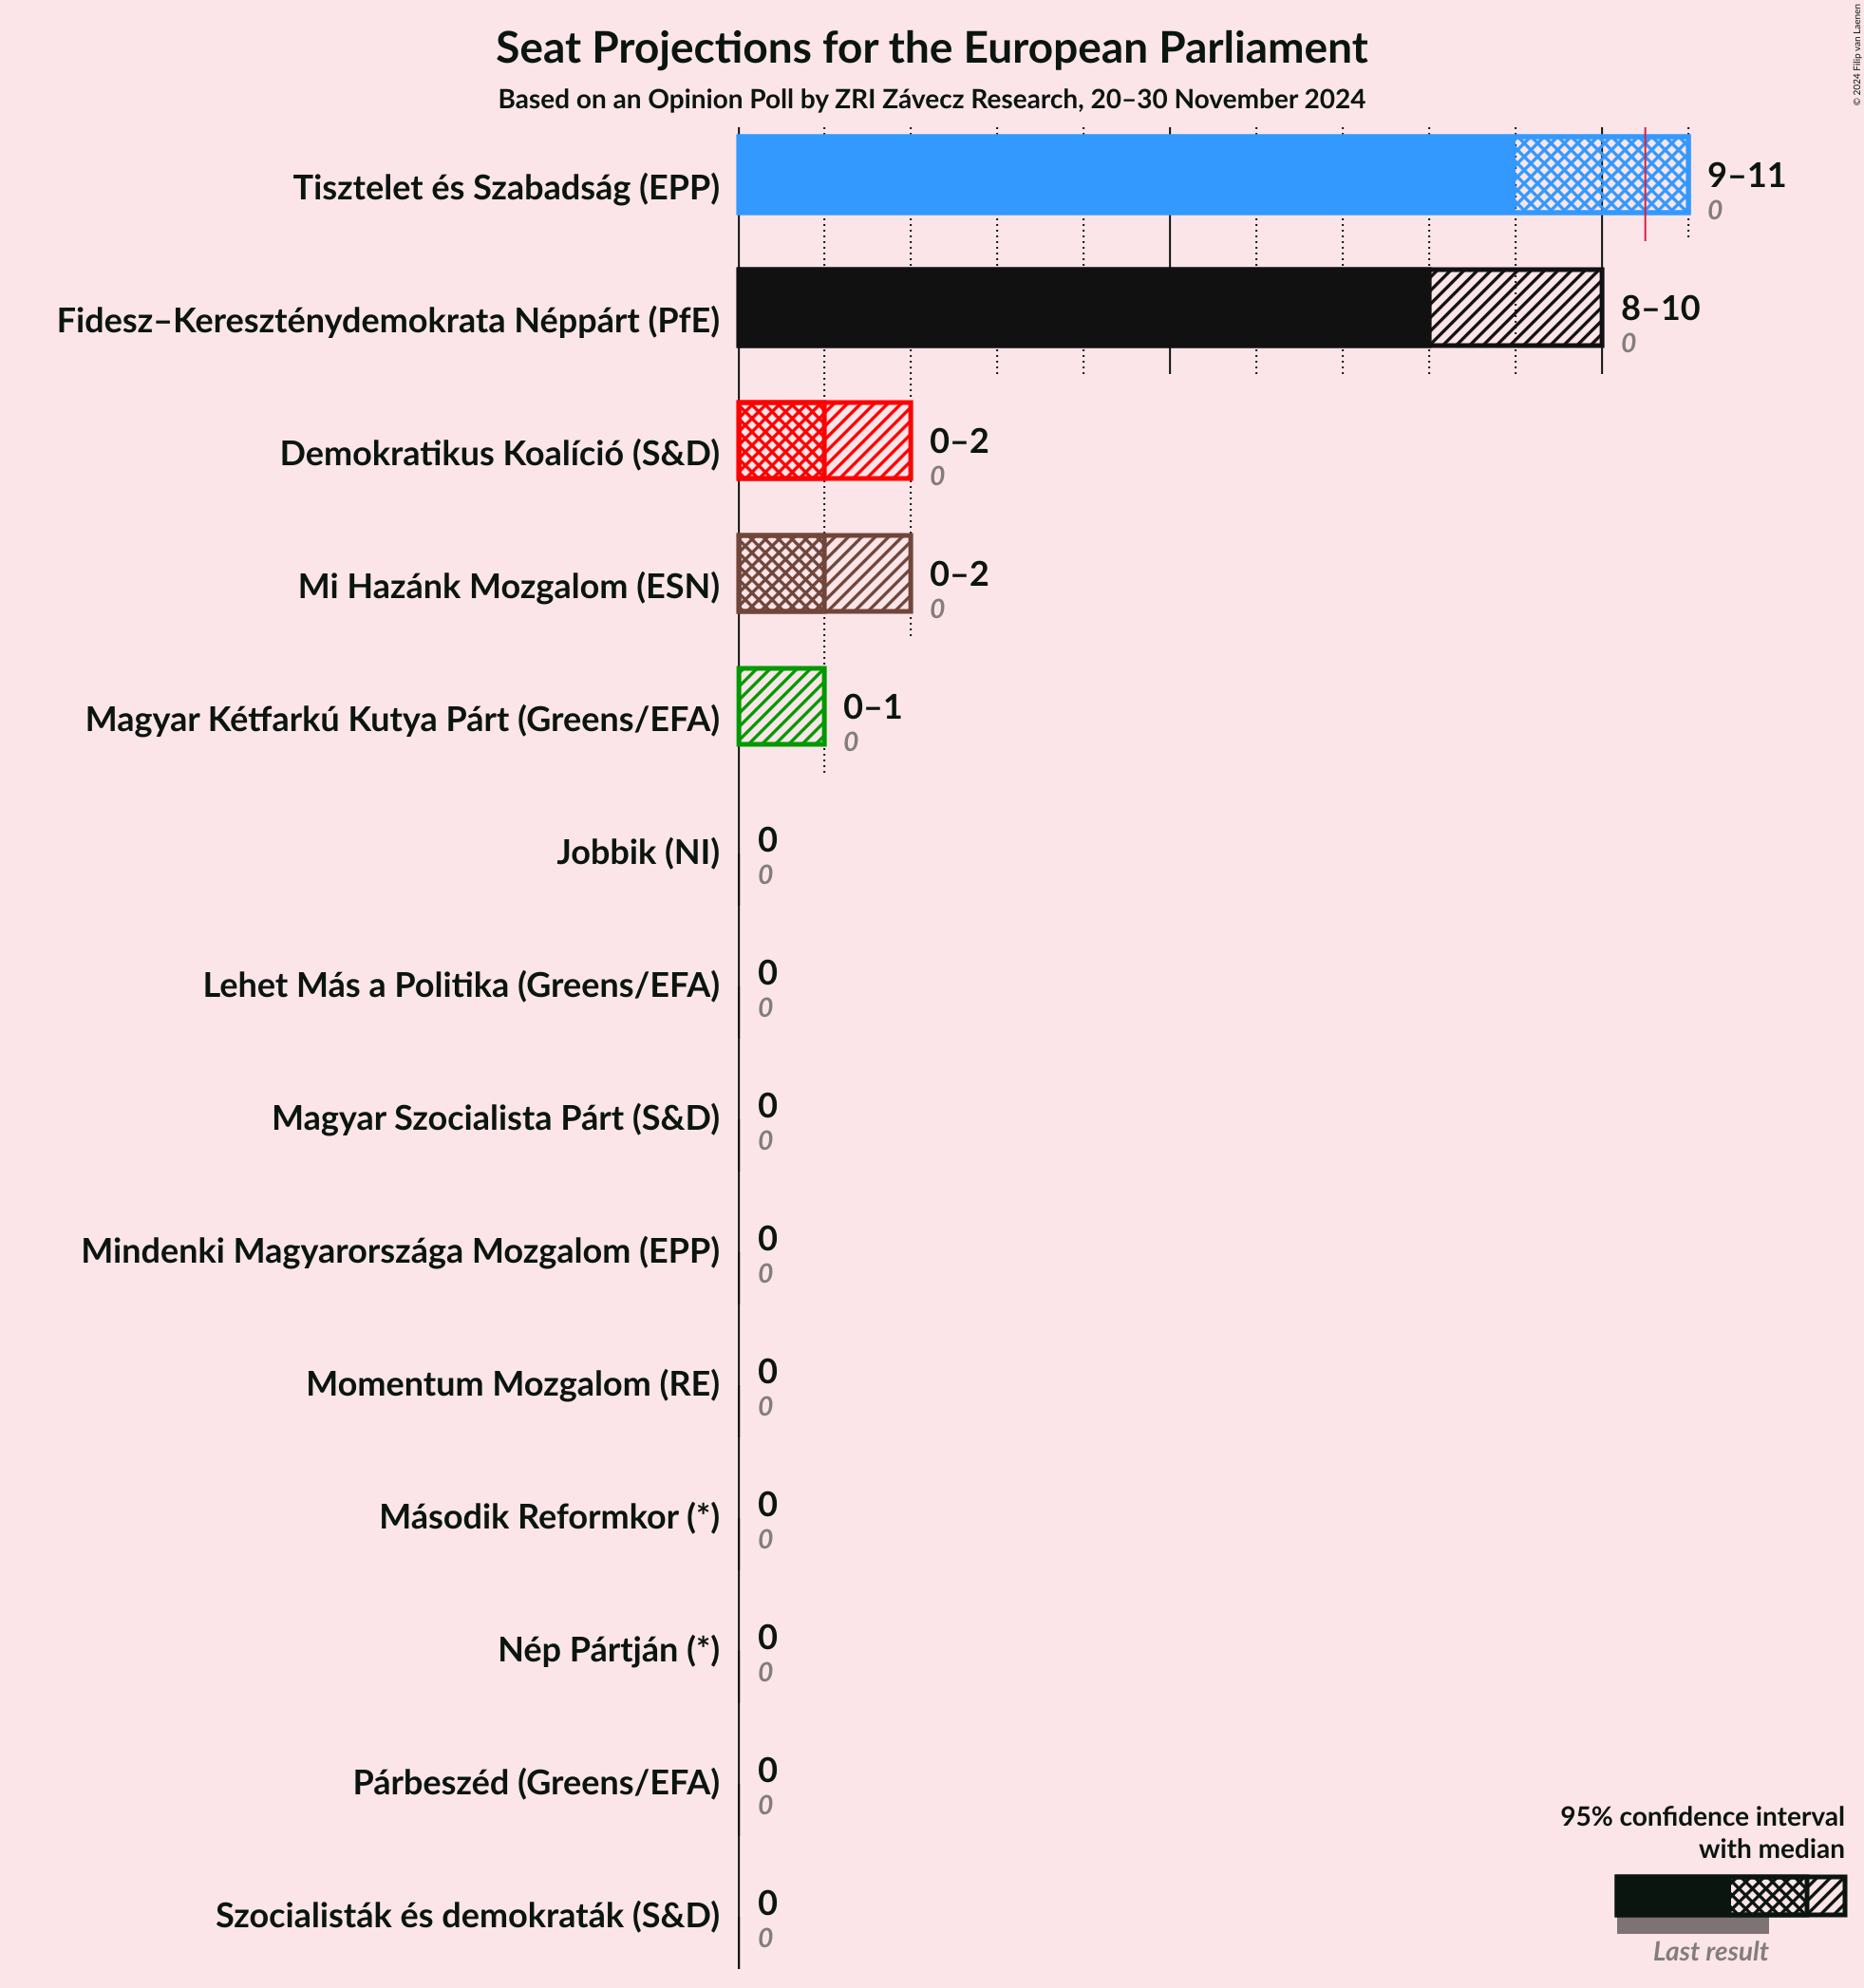 Seat Projections for the European Parliament
Based on an Opinion Poll by ZRI Závecz Research, 20–30 November 2024
© 2024 Filip van Laenen
Tisztelet és Szabadság (EPP)
9–11
0
Fidesz–Kereszténydemokrata Néppárt (PfE)
8–10
0
Demokratikus Koalíció (S&D)
0–2
0
Mi Hazánk Mozgalom (ESN)
0–2
0
Magyar Kétfarkú Kutya Párt (Greens/EFA)
0–1
0
Jobbik (NI)
0
0
Lehet Más a Politika (Greens/EFA)
0
0
Magyar Szocialista Párt (S&D)
0
0
Mindenki Magyarországa Mozgalom (EPP)
0
0
Momentum Mozgalom (RE)
0
0
Második Reformkor (*)
0
0
Nép Pártján (*)
0
0
Párbeszéd (Greens/EFA)
0
0
Szocialisták és demokraták (S&D)
0
0
95% confidence interval
with median
Last result